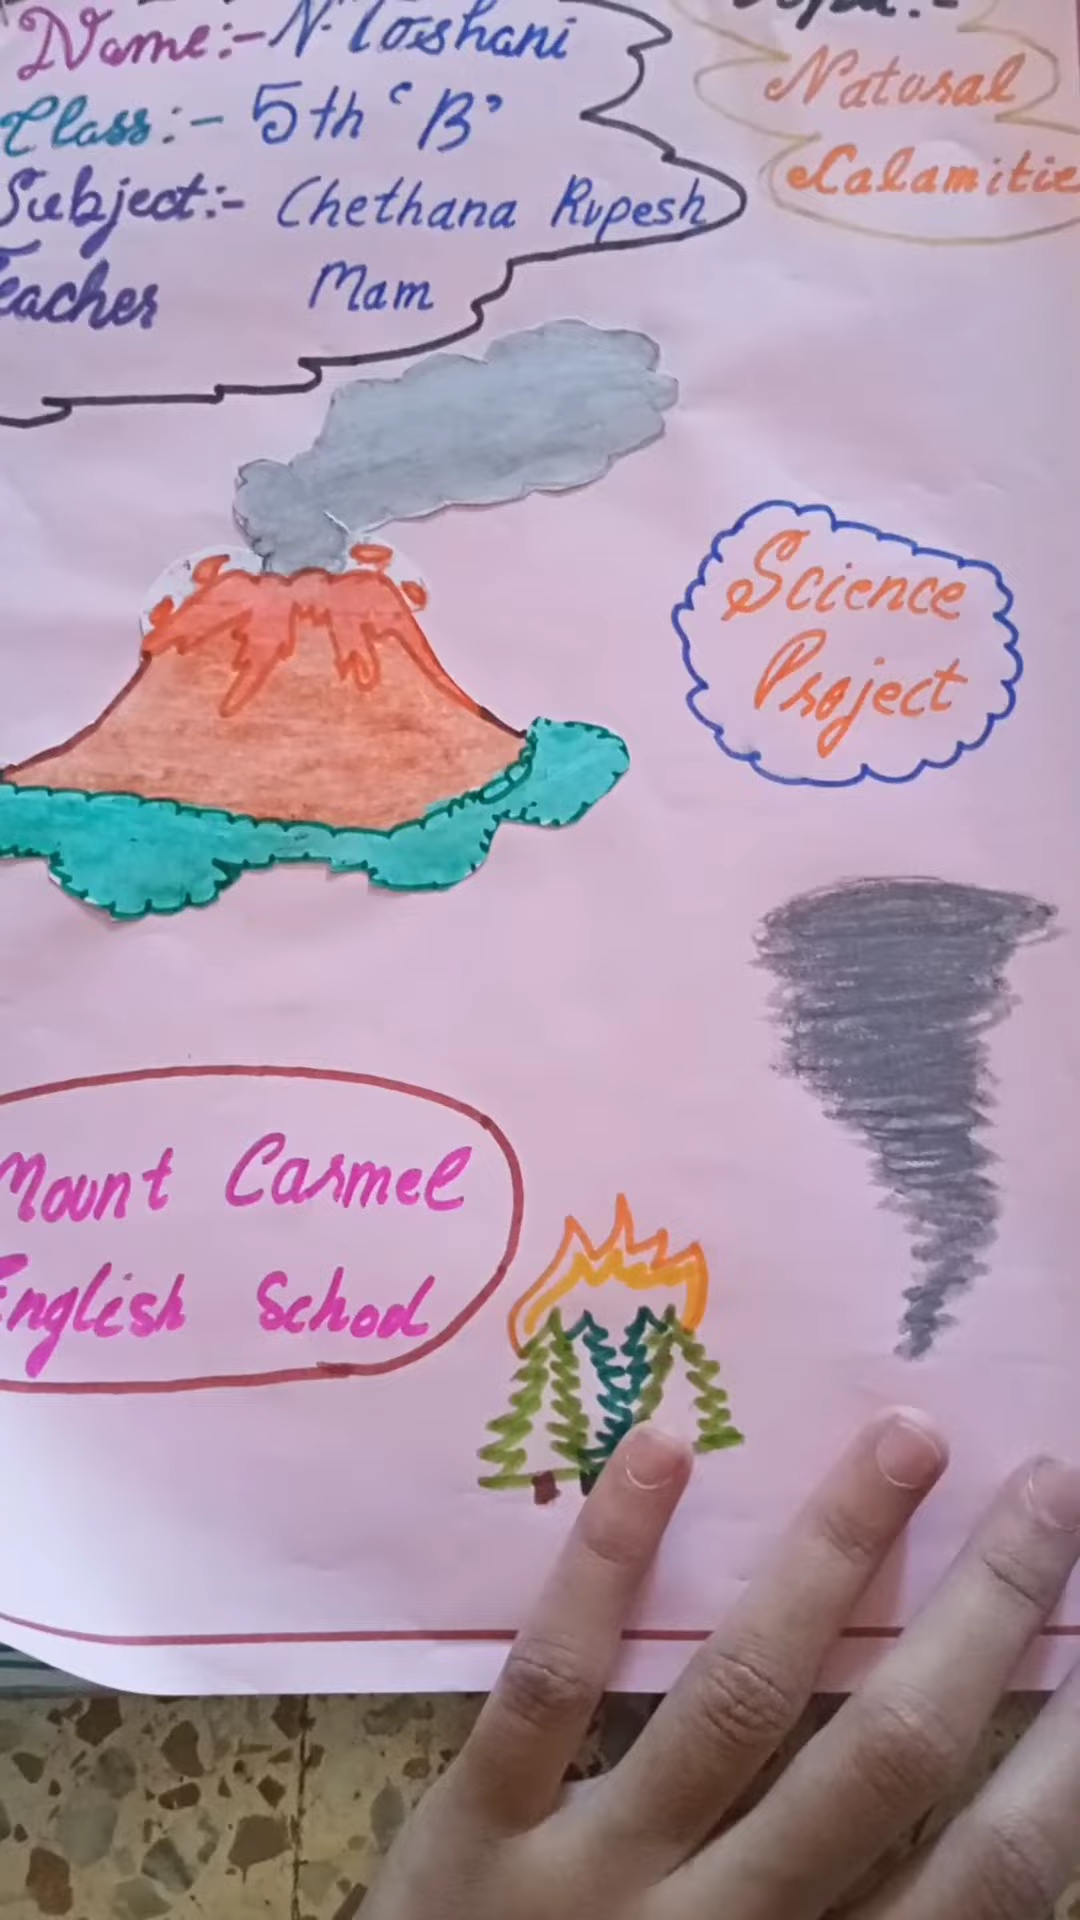 Name:- N Toshani
Class:- 5th 'B'
Subject:- Chethana Rupesh
Teacher Mam
Natural
Calamitie
Science
Project
Mount Carmel
English School